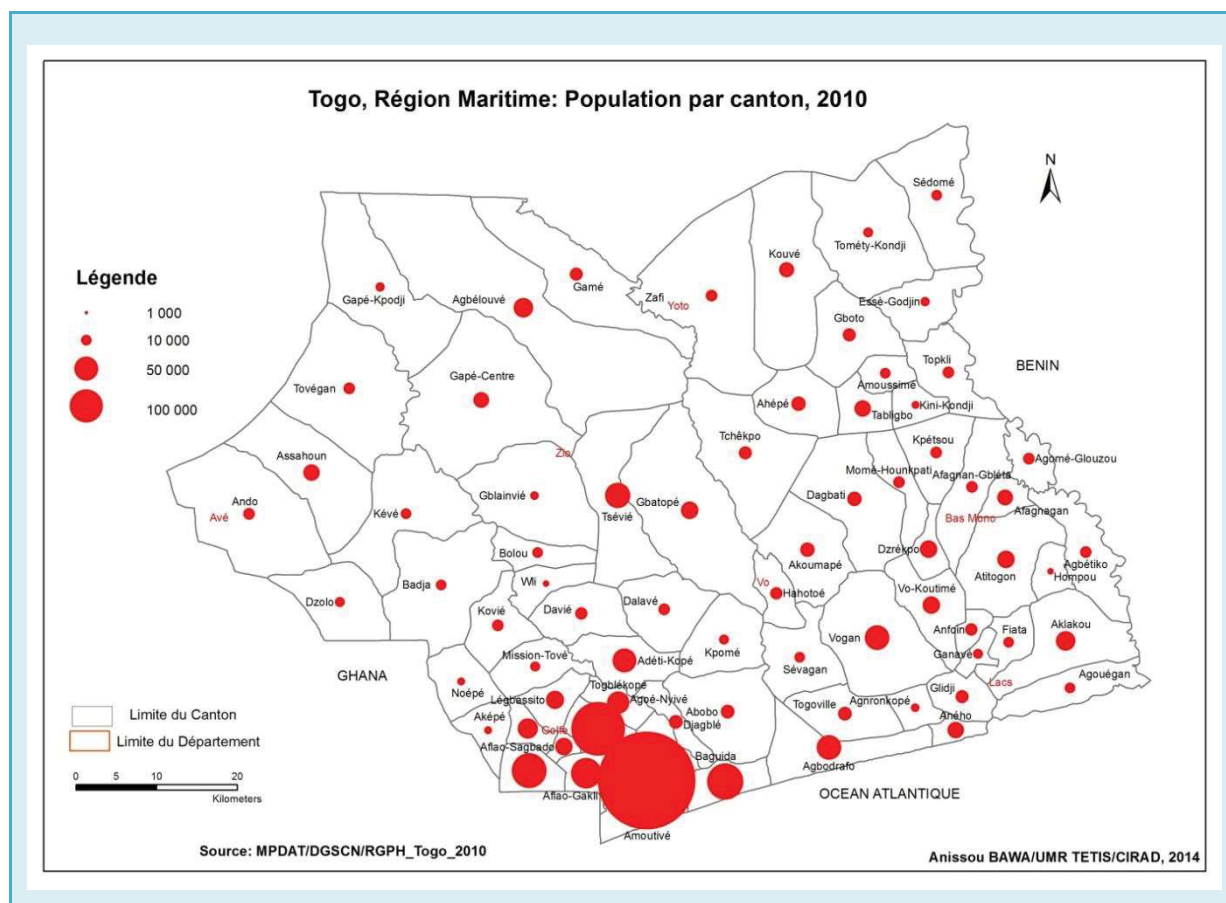 Togo, Région Maritime: Population par canton, 2010
N
Sédomé
Tométy-Kondji
Kouvé
Gamé
Gapé-Kpodji
Agbélouvé
Zafi
Yoto
Essé-Godjin
Gboto
Légende
1 000
10 000
50 000
100 000
Topkli
BENIN
Amoussimé
Tovégan
Gapé-Centre
Ahépé
Tabligbo
Kini-Kondji
Tchêkpo
Kpétsou
Zio
Agomé-Glouzou
Assahoun
Momé-Hounkpati
Afagnan-Gbléta
Gblainvié
Dagbati
Ando
Avé
Kévé
Tsévié
Gbatopé
Afagnagan
Bas Mono
Bolou
Akoumapé
Dzrékpo
Atitogon
Agbétiko
Hompou
Wli
Vo
Hahotoé
Badja
Vo-Koutimé
Dzolo
Davié
Dalavé
Kovié
Vogan
Anfoin
Fiata
Aklakou
Kpomé
Ganavé
Mission-Tové
Adéti-Kopé
Sévagan
GHANA
Noépé
Lacs
Agouégan
Togblékopé
Légbassito
Agoè-Nyivé
Agnronkopé
Glidji
Togoville
Abobo
Djagblé
Aného
Aképé
Golfe
Limite du Canton
Limite du Département
Aflao-Sagbado
Baguida
Agbodrafo
Aflao-Gakli
OCEAN ATLANTIQUE
0 5 10 20
Kilometers
Amoutivé
Source: MPDAT/DGSCN/RGPH_Togo_2010
Anissou BAWA/UMR TETIS/CIRAD, 2014